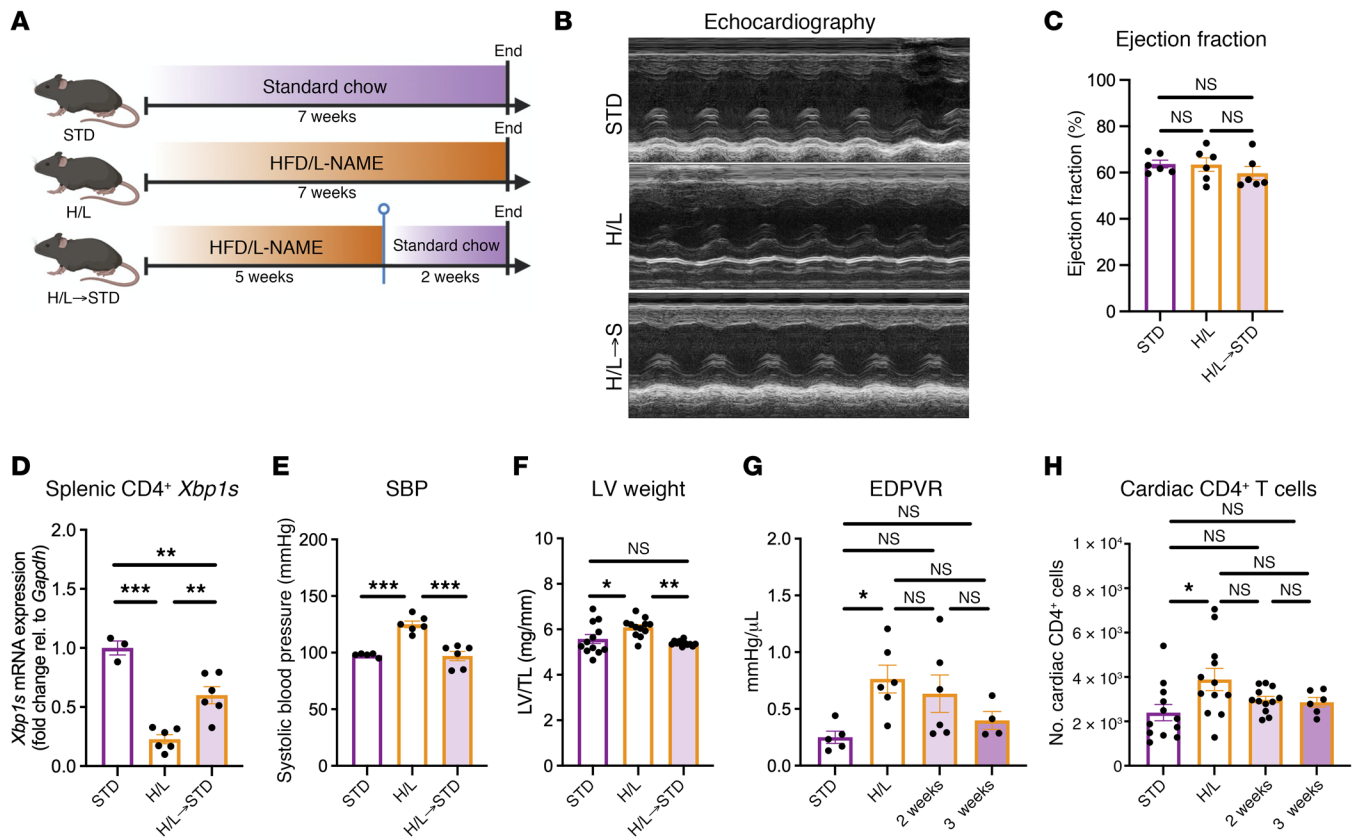 A
End
Standard chow
7 weeks
STD
End
HFD/L-NAME
7 weeks
H/L
End
HFD/L-NAME
Standard chow
5 weeks
2 weeks
H/L→STD
B
Echocardiography
STD
H/L
H/L→S
C
Ejection fraction
Ejection fraction (%)
100
80
60
40
20
0
NS
NS
NS
STD
H/L
H/L→STD
D
Splenic CD4⁺ Xbp1s
Xbp1s mRNA expression
(fold change rel. to Gapdh)
2.0
1.5
1.0
0.5
0.0
**
***
**
STD
H/L
H/L→STD
E
SBP
Systolic blood pressure (mmHg)
200
150
100
50
0
***
***
STD
H/L
H/L→STD
F
LV weight
LV/TL (mg/mm)
10
8
6
4
2
0
NS
*
**
STD
H/L
H/L→STD
G
EDPVR
mmHg/μL
2.0
1.5
1.0
0.5
0.0
NS
NS
NS
*
NS
NS
STD
H/L
2 weeks
3 weeks
H
Cardiac CD4⁺ T cells
No. cardiac CD4⁺ cells
1 × 10⁴
8 × 10³
6 × 10³
4 × 10³
2 × 10³
0
NS
NS
NS
*
NS
NS
STD
H/L
2 weeks
3 weeks